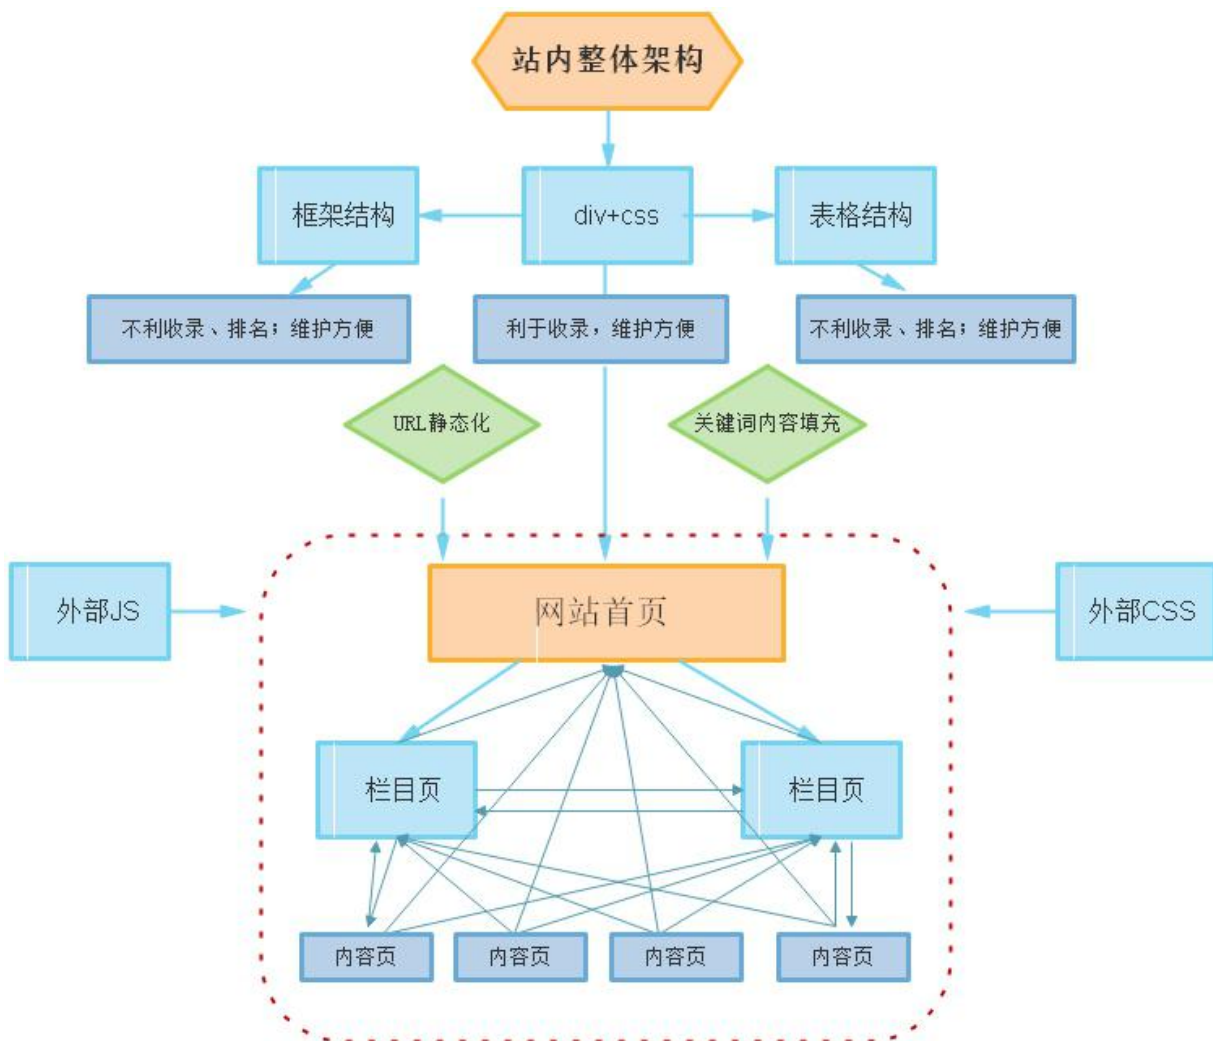 站内整体架构
框架结构
div+css
表格结构
不利收录、排名；维护方便
利于收录，维护方便
不利收录、排名；维护方便
URL静态化
关键词内容填充
外部JS
网站首页
外部CSS
栏目页
栏目页
内容页
内容页
内容页
内容页